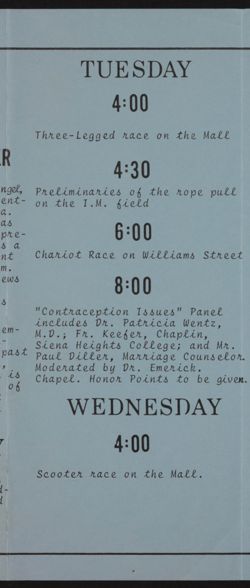 TUESDAY
4:00
Three-Legged race on the Mall
4:30
Preliminaries of the rope pull
on the I.M. field
6:00
Chariot Race on Williams Street
8:00
"Contraception Issues" Panel
includes Dr. Patricia Wentz,
M.D.; Fr. Keefer, Chaplin,
Siena Heights College; and Mr.
Paul Diller, Marriage Counselor.
Moderated by Dr. Emerick.
Chapel. Honor Points to be given.
WEDNESDAY
4:00
Scooter race on the Mall.